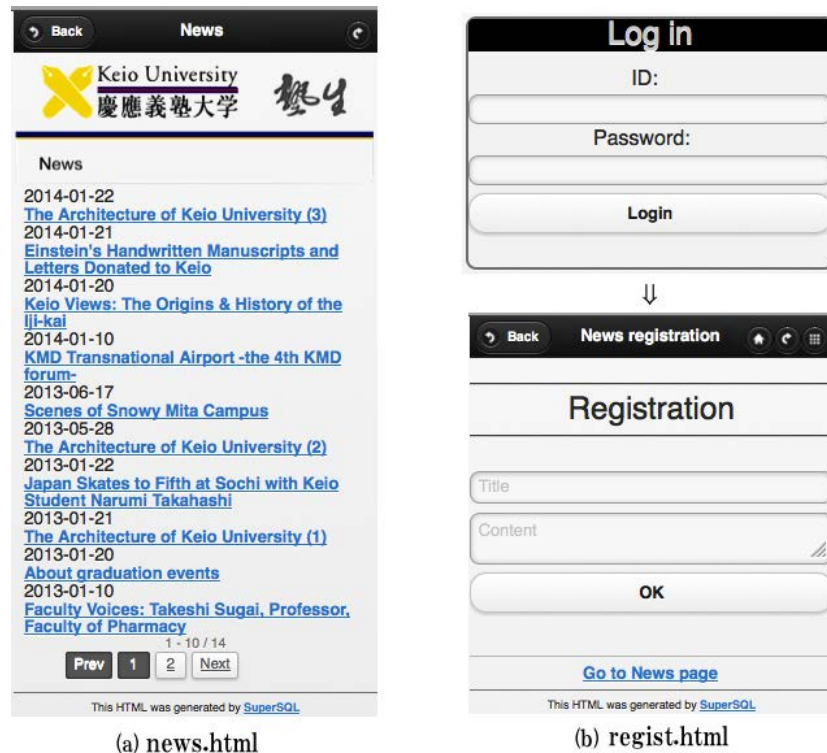 Back
News
Keio University
慶應義塾大学
塾生
News
2014-01-22
The Architecture of Keio University (3)
2014-01-21
Einstein's Handwritten Manuscripts and
Letters Donated to Keio
2014-01-20
Keio Views: The Origins & History of the
Iji-kai
2014-01-10
KMD Transnational Airport -the 4th KMD
forum-
2013-06-17
Scenes of Snowy Mita Campus
2013-05-28
The Architecture of Keio University (2)
2013-01-22
Japan Skates to Fifth at Sochi with Keio
Student Narumi Takahashi
2013-01-21
The Architecture of Keio University (1)
2013-01-20
About graduation events
2013-01-10
Faculty Voices: Takeshi Sugai, Professor,
Faculty of Pharmacy
1 - 10 / 14
Prev 1 2 Next
This HTML was generated by SuperSQL
(a) news.html
Log in
ID:
Password:
Login
⇓
Back
News registration
Registration
Title
Content
OK
Go to News page
This HTML was generated by SuperSQL
(b) regist.html